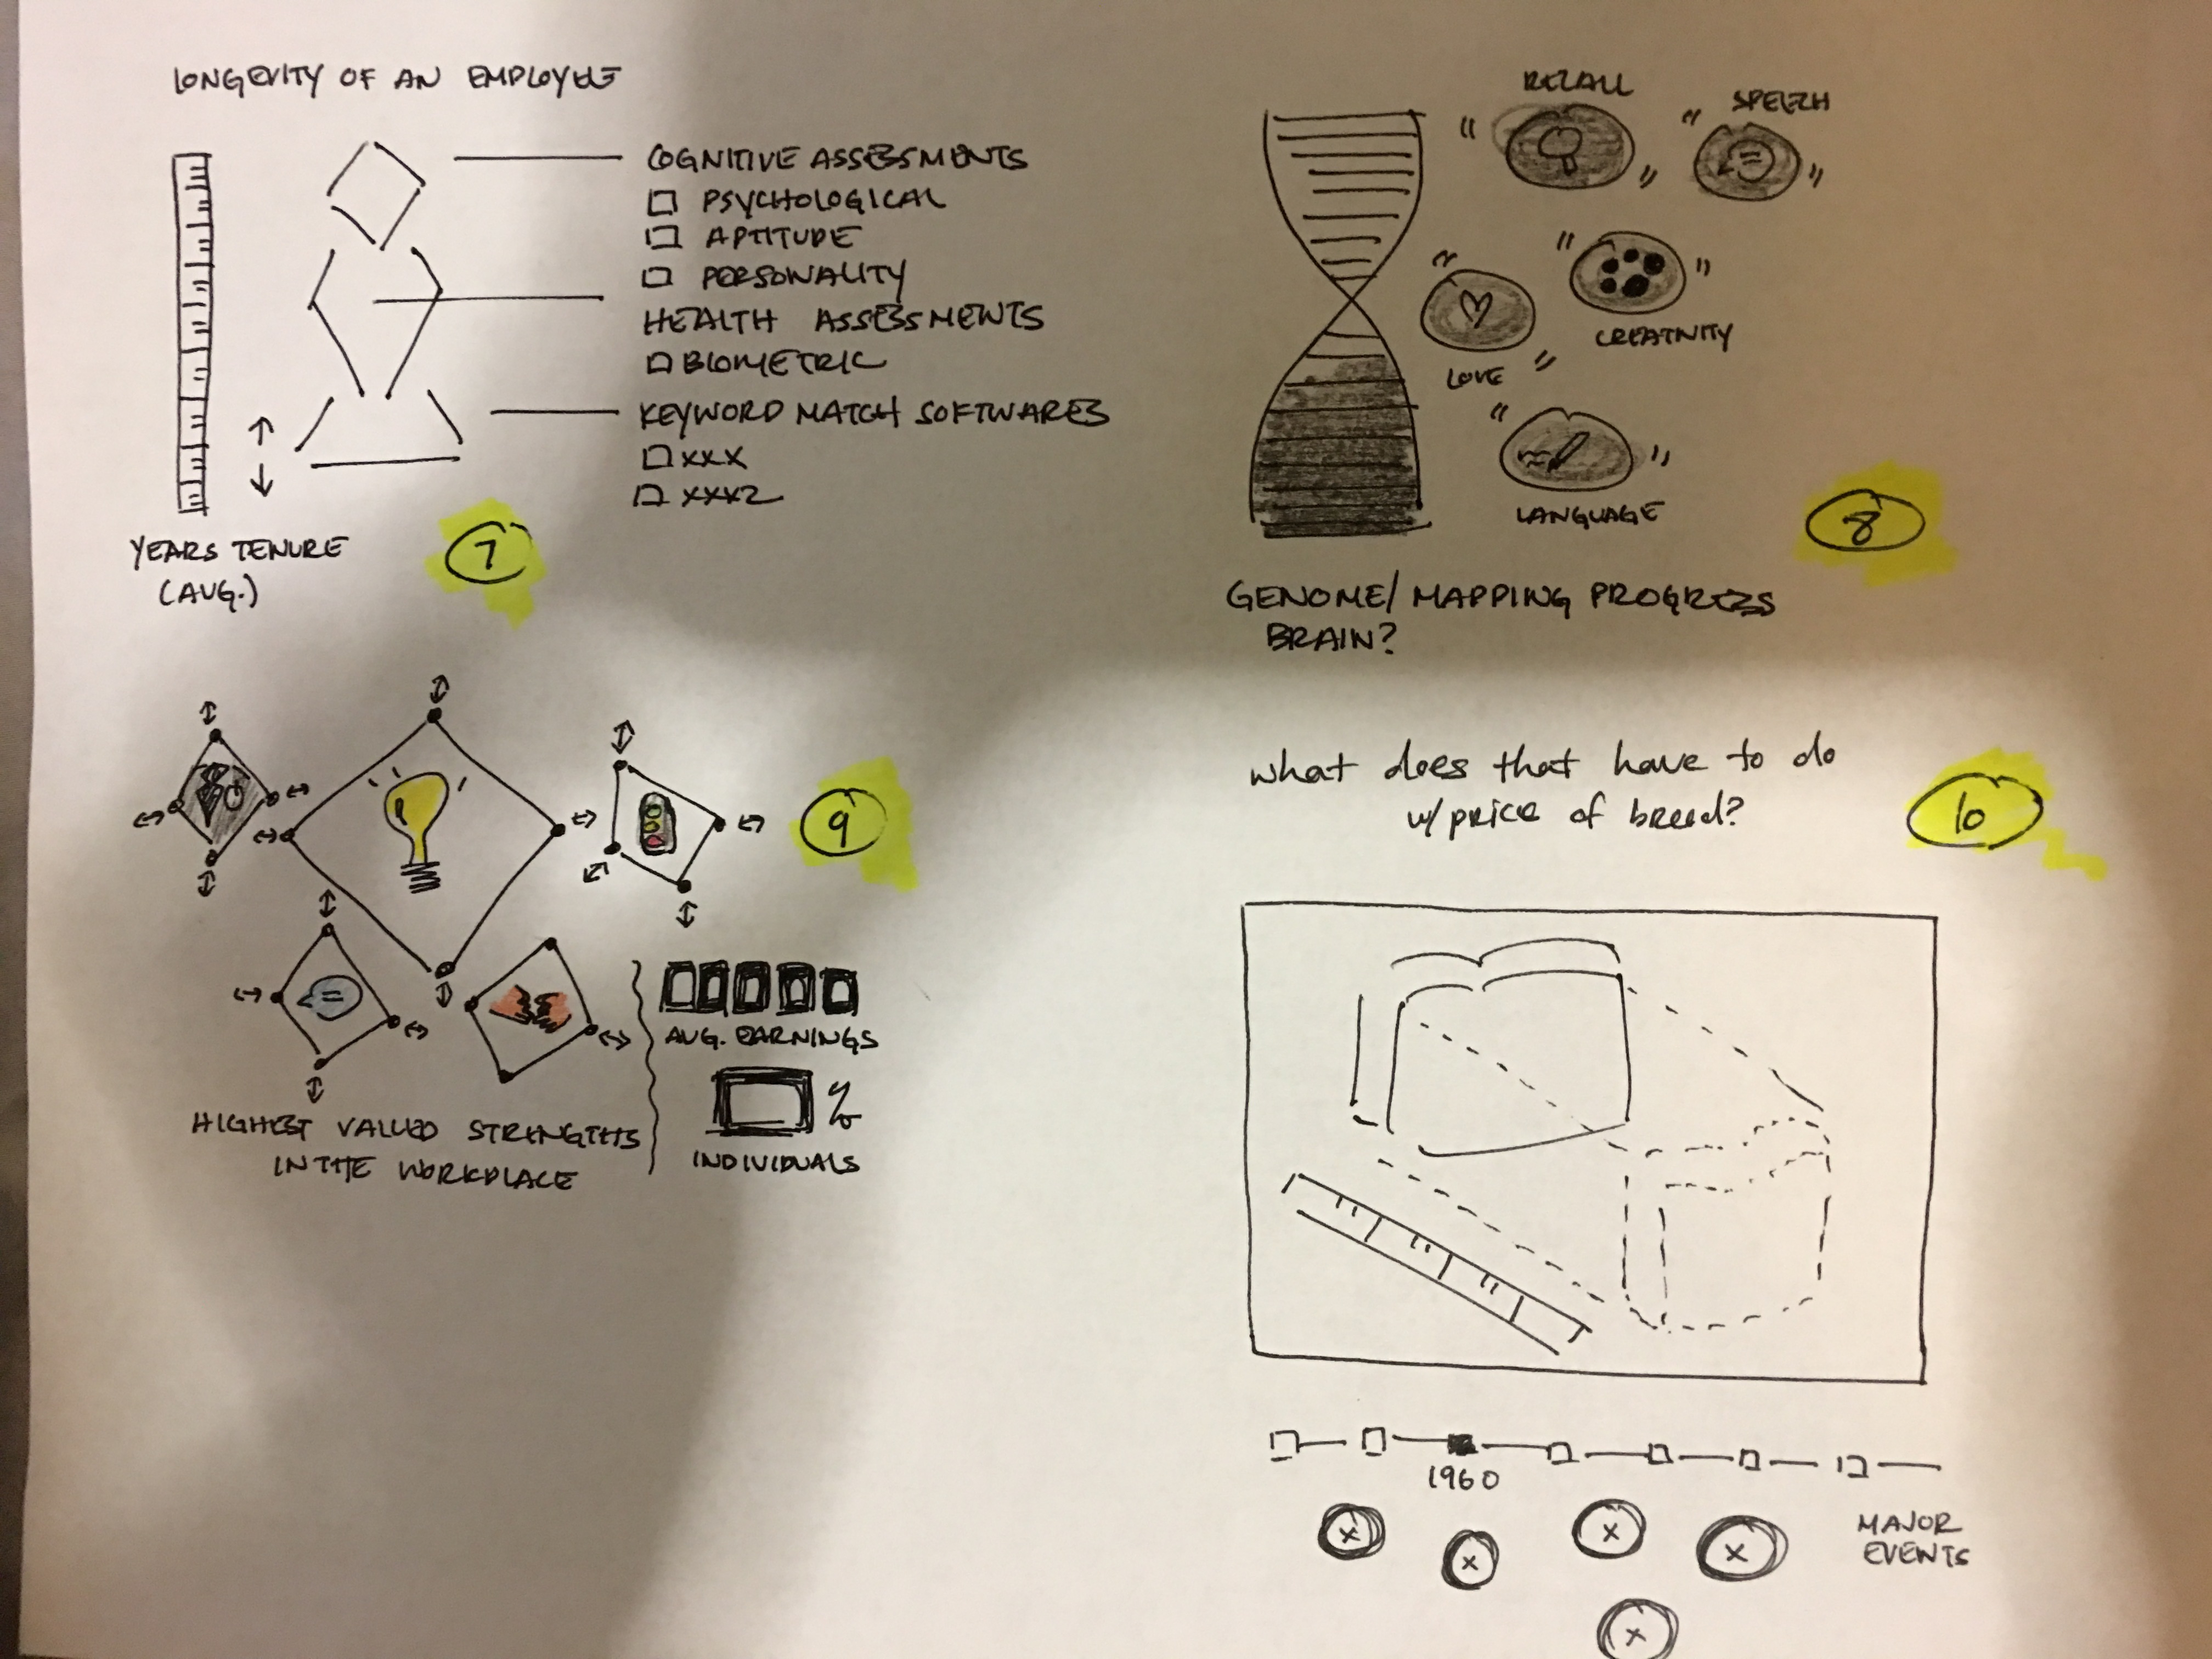 LONGEVITY OF AN EMPLOYEE
COGNITIVE ASSESSMENTS
PSYCHOLOGICAL
APTITUDE
PERSONALITY
HEALTH ASSESSMENTS
BIOMETRIC
KEYWORD MATCH SOFTWARES
XXX
XXX2
YEARS TENURE
(AVG.)
7
RECALL
SPEECH
CREATIVITY
LOVE
LANGUAGE
8
GENOME/ MAPPING PROGRESS
BRAIN?
9
AVG. EARNINGS
%
INDIVIDUALS
HIGHEST VALUED STRENGTHS
IN THE WORKPLACE
what does that have to do
w/ price of bread?
10
1960
MAJOR
EVENTS